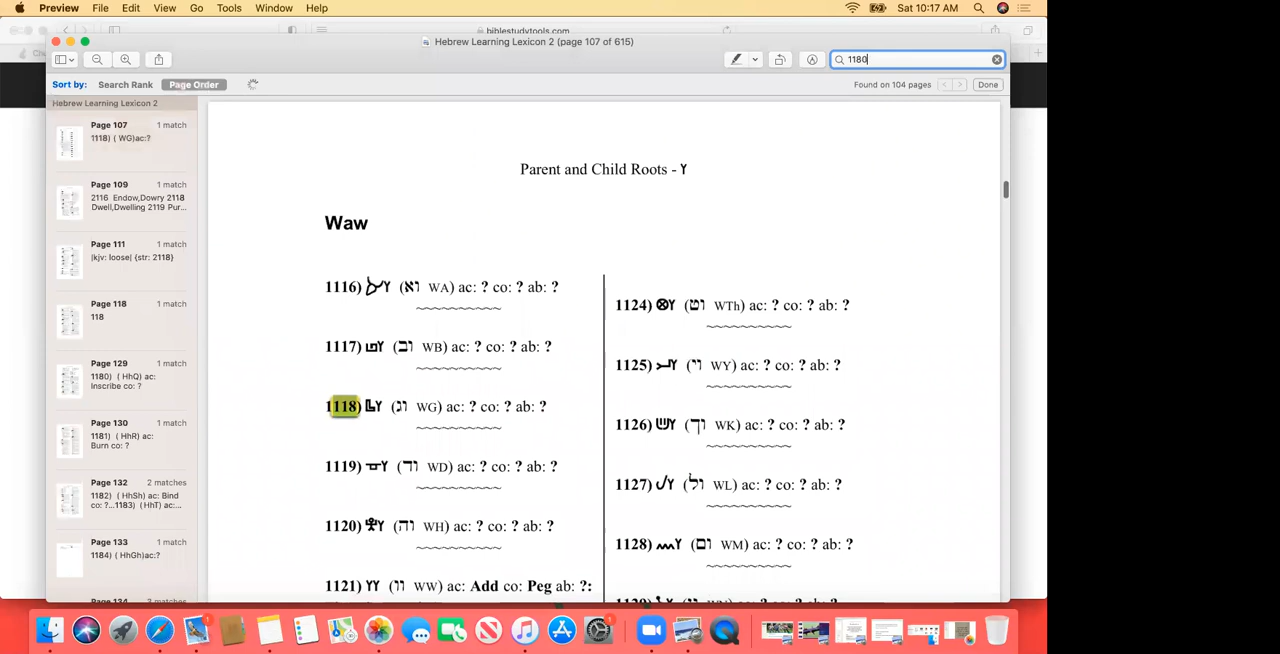 Preview File Edit View Go Tools Window Help
Sat 10:17 AM
biblestudytools.com
Hebrew Learning Lexicon 2 (page 107 of 615)
1180
Sort by: Search Rank Page Order
Found on 104 pages
Done
Hebrew Learning Lexicon 2
Page 107 1 match
1118) ( WG)ac:?
Page 109 1 match
2116 Endow,Dowry 2118
Dwell,Dwelling 2119 Pur...
Page 111 1 match
|kjv: loose| {str: 2118}
Page 118 1 match
118
Page 129 1 match
1180) ( HhQ) ac:
Inscribe co: ?
Page 130 1 match
1181) ( HhR) ac:
Burn co: ?
Page 132 2 matches
1182) ( HhSh) ac: Bind
co: ?...1183) (HhT) ac:...
Page 133 1 match
1184) ( HhGh)ac:?
Page 134 3 matches
Parent and Child Roots -
Waw
1116) (וא WA) ac: ? co: ? ab: ?
1117) (וב WB) ac: ? co: ? ab: ?
1118) (וג WG) ac: ? co: ? ab: ?
1119) (וד WD) ac: ? co: ? ab: ?
1120) (וה WH) ac: ? co: ? ab: ?
1121) (וו WW) ac: Add co: Peg ab: ?:
1124) (וט WTh) ac: ? co: ? ab: ?
1125) (וי WY) ac: ? co: ? ab: ?
1126) (וך WK) ac: ? co: ? ab: ?
1127) (ול WL) ac: ? co: ? ab: ?
1128) (ום WM) ac: ? co: ? ab: ?